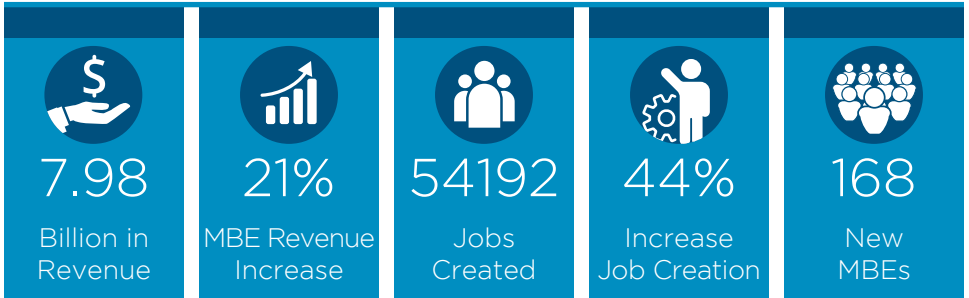 $
7.98
Billion in
Revenue
21%
MBE Revenue
Increase
54192
Jobs
Created
44%
Increase
Job Creation
168
New
MBEs